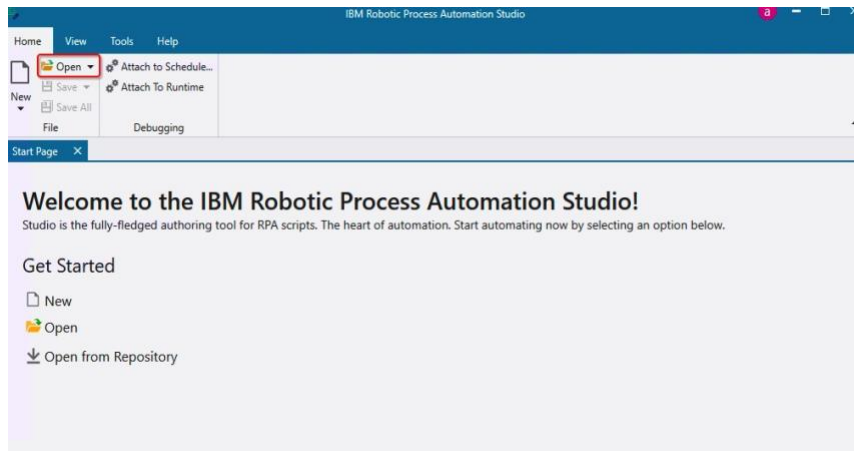 IBM Robotic Process Automation Studio
a
Home View Tools Help
Open
Attach to Schedule...
Save
Attach To Runtime
New
Save All
File
Debugging
Start Page
Welcome to the IBM Robotic Process Automation Studio!
Studio is the fully-fledged authoring tool for RPA scripts. The heart of automation. Start automating now by selecting an option below.
Get Started
New
Open
Open from Repository